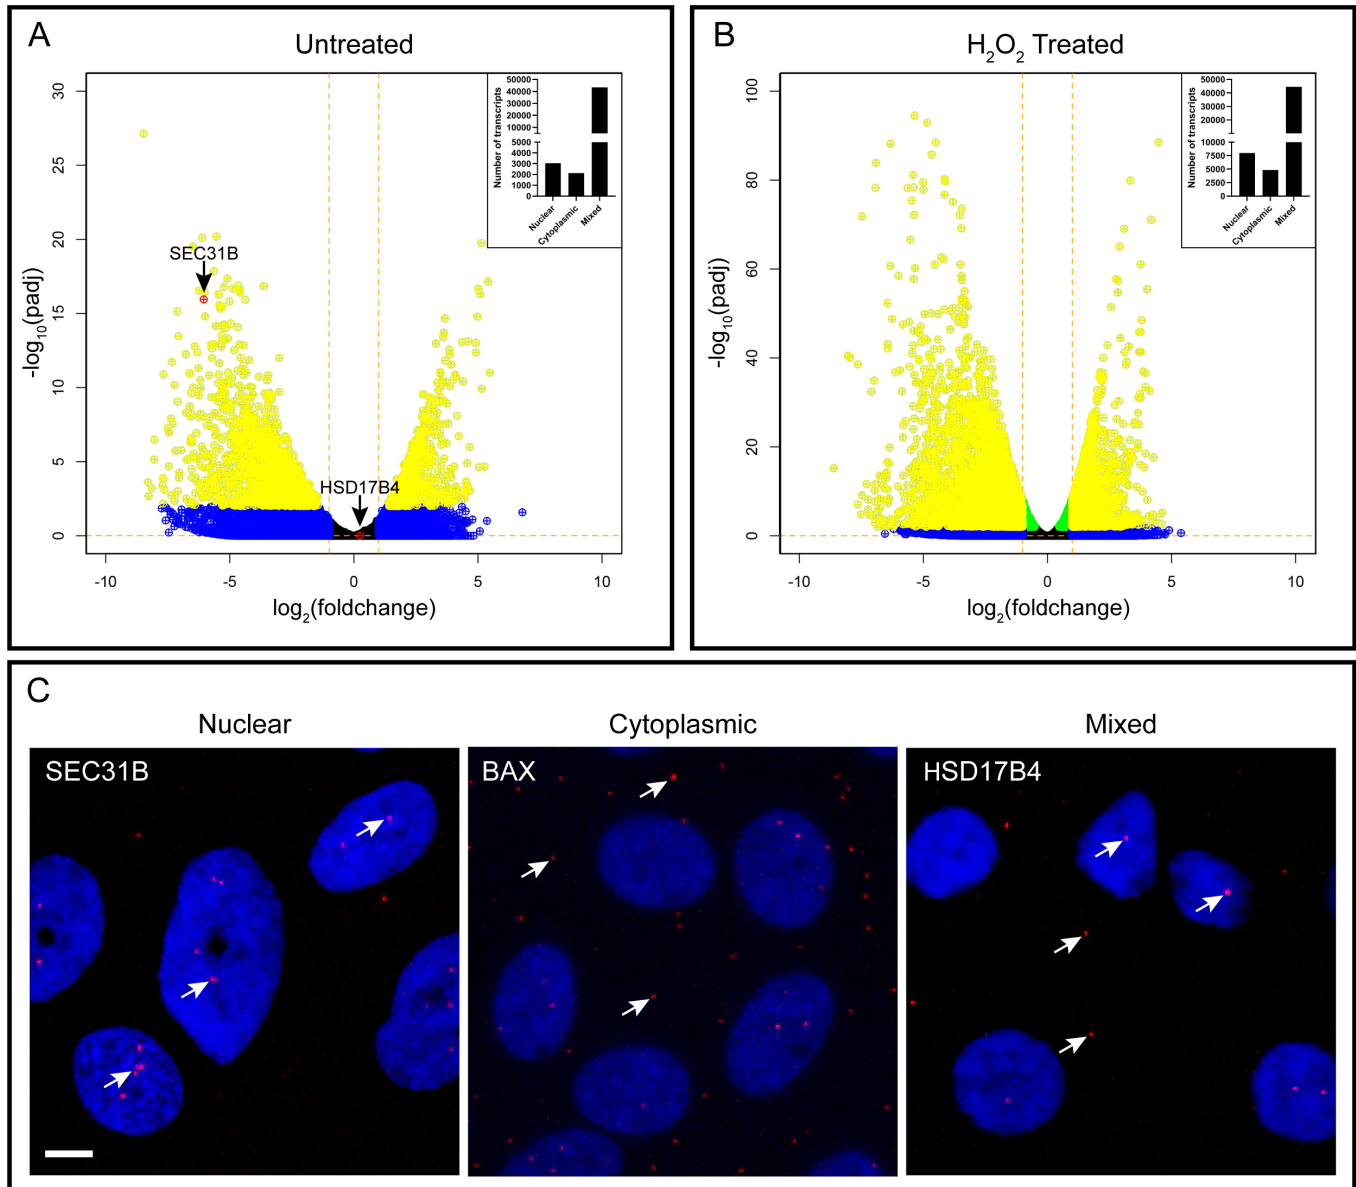 A
Untreated
-log10(padj)
30
25
20
15
10
5
0
-10
-5
0
5
10
log2(foldchange)
SEC31B
HSD17B4
Number of transcripts
50000
40000
30000
20000
10000
5000
4000
3000
2000
1000
0
Nuclear
Cytoplasmic
Mixed
B
H2O2 Treated
-log10(padj)
100
80
60
40
20
0
-10
-5
0
5
10
log2(foldchange)
Number of transcripts
50000
40000
30000
20000
10000
7500
5000
2500
0
Nuclear
Cytoplasmic
Mixed
C
Nuclear
Cytoplasmic
Mixed
SEC31B
BAX
HSD17B4